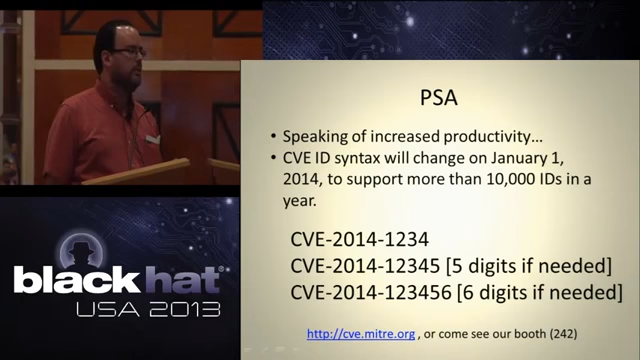 PSA
• Speaking of increased productivity…
• CVE ID syntax will change on January 1,
2014, to support more than 10,000 IDs in a
year.
CVE-2014-1234
CVE-2014-12345 [5 digits if needed]
CVE-2014-123456 [6 digits if needed]
http://cve.mitre.org , or come see our booth (242)
black hat®
USA 2013